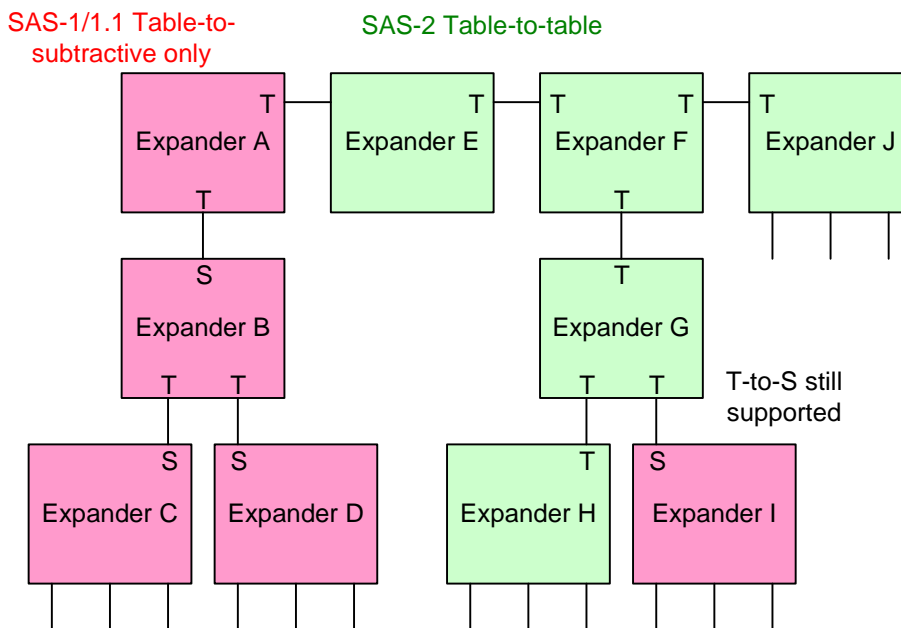 SAS-1/1.1 Table-to-
subtractive only
SAS-2 Table-to-table
T
T
T
T
T
Expander A
Expander E
Expander F
Expander J
T
T
S
T
Expander B
Expander G
T
T
T
T
T-to-S still
supported
S
S
T
S
Expander C
Expander D
Expander H
Expander I